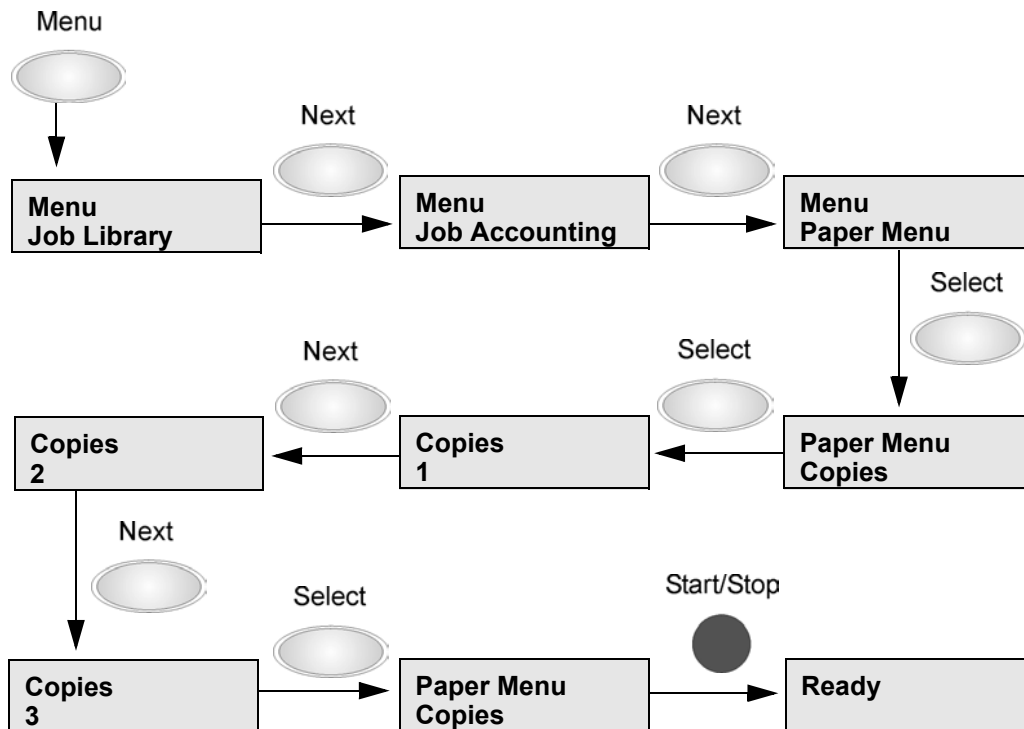 Menu
Next
Next
Menu
Job Library
Menu
Job Accounting
Menu
Paper Menu
Select
Next
Select
Copies
2
Copies
1
Paper Menu
Copies
Next
Select
Start/Stop
Copies
3
Paper Menu
Copies
Ready